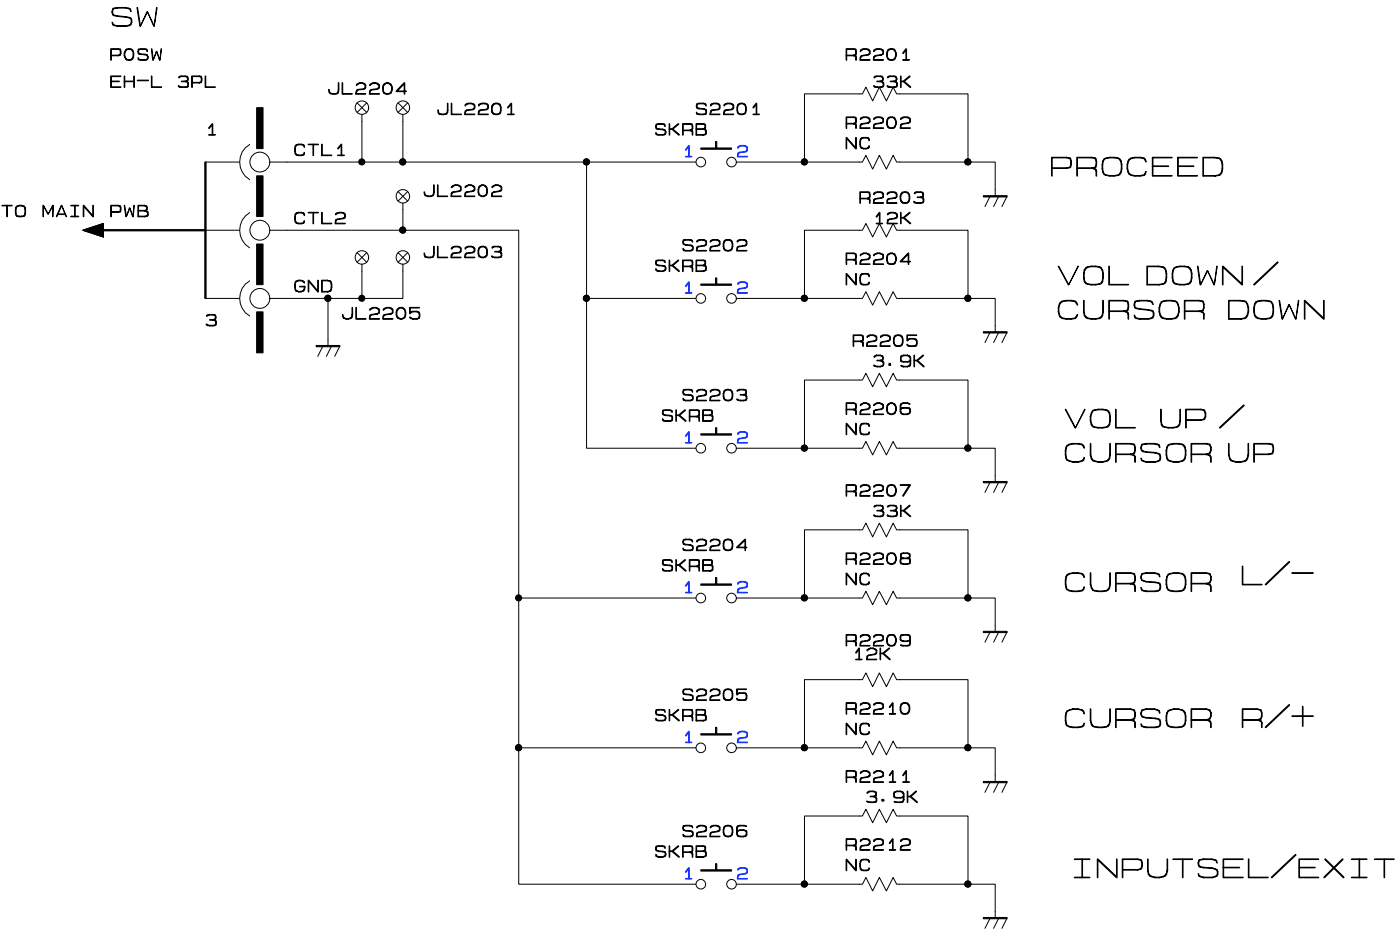 SW
POSW
EH-L 3PL
1
CTL1
JL2204
JL2201
TO MAIN PWB
CTL2
JL2202
JL2203
GND
JL2205
3
S2201
SKRB
1 2
R2201
33K
R2202
NC
PROCEED
S2202
SKRB
1 2
R2203
12K
R2204
NC
VOL DOWN/
CURSOR DOWN
S2203
SKRB
1 2
R2205
3.9K
R2206
NC
VOL UP/
CURSOR UP
S2204
SKRB
1 2
R2207
33K
R2208
NC
CURSOR L/-
S2205
SKRB
1 2
R2209
12K
R2210
NC
CURSOR R/+
S2206
SKRB
1 2
R2211
3.9K
R2212
NC
INPUTSEL/EXIT